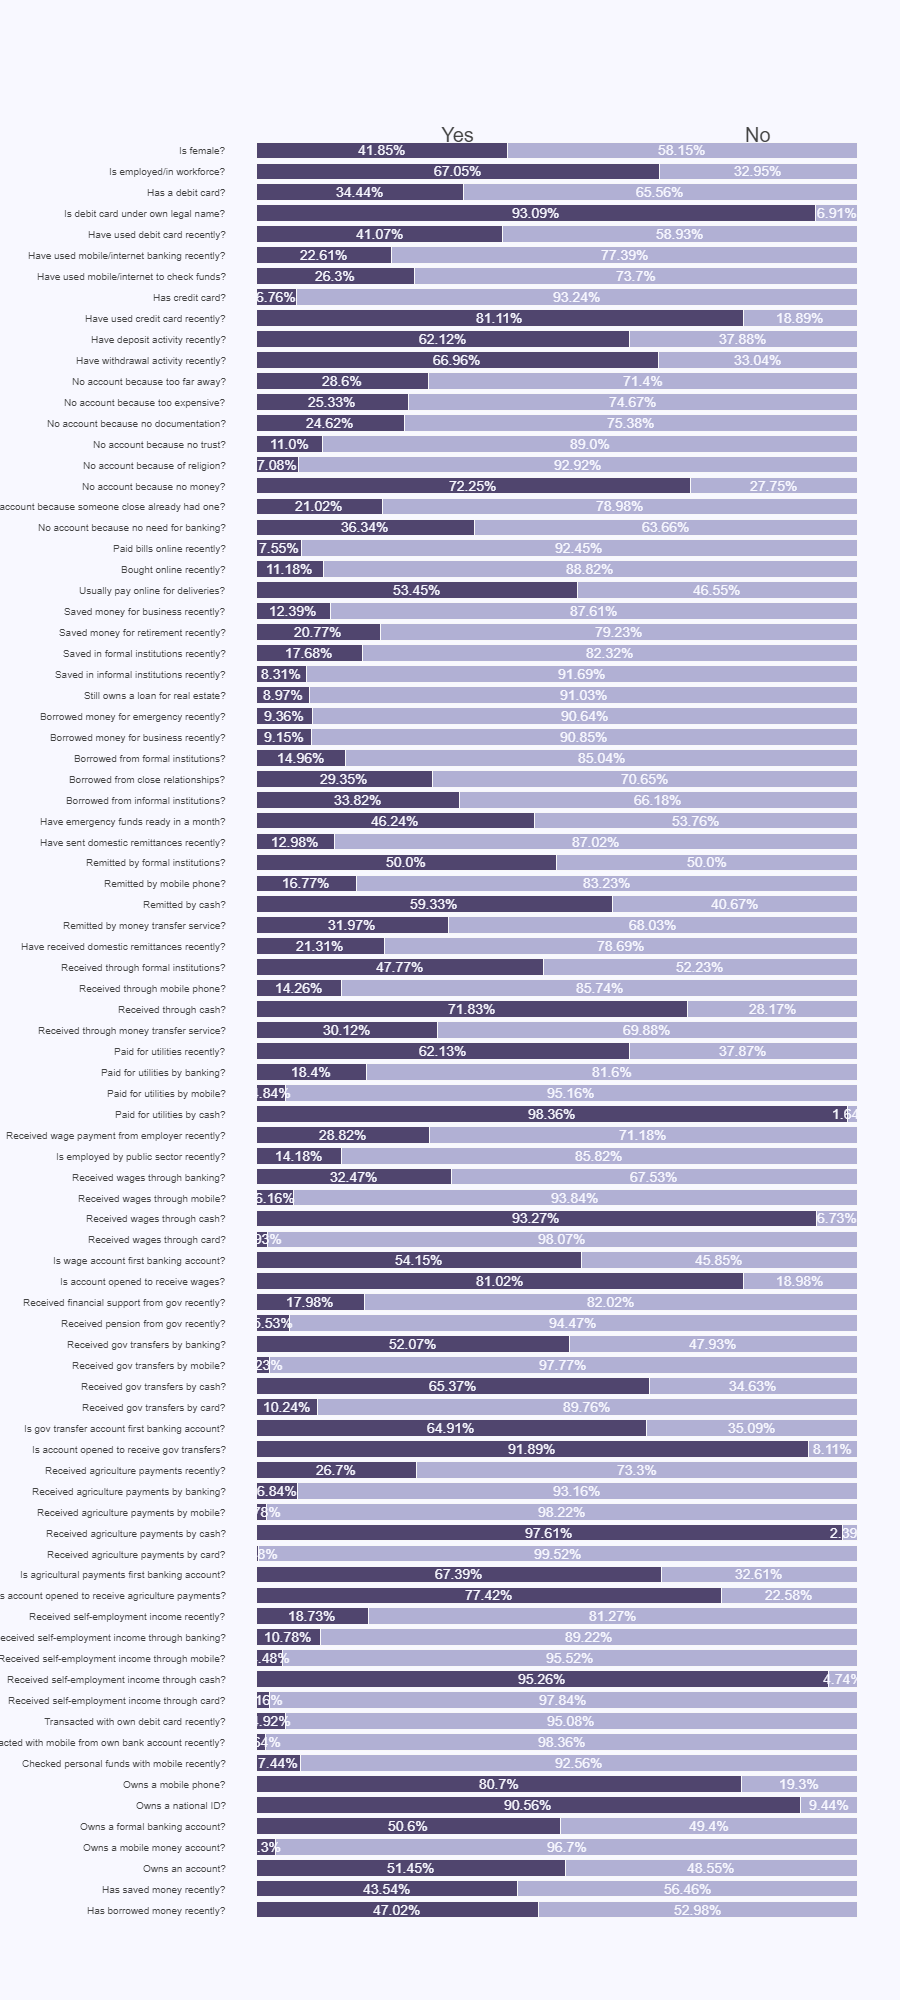 Yes No
Is female? 41.85% 58.15%
Is employed/in workforce? 67.05% 32.95%
Has a debit card? 34.44% 65.56%
Is debit card under own legal name? 93.09% 6.91%
Have used debit card recently? 41.07% 58.93%
Have used mobile/internet banking recently? 22.61% 77.39%
Have used mobile/internet to check funds? 26.3% 73.7%
Has credit card? 6.76% 93.24%
Have used credit card recently? 81.11% 18.89%
Have deposit activity recently? 62.12% 37.88%
Have withdrawal activity recently? 66.96% 33.04%
No account because too far away? 28.6% 71.4%
No account because too expensive? 25.33% 74.67%
No account because no documentation? 24.62% 75.38%
No account because no trust? 11.0% 89.0%
No account because of religion? 7.08% 92.92%
No account because no money? 72.25% 27.75%
account because someone close already had one? 21.02% 78.98%
No account because no need for banking? 36.34% 63.66%
Paid bills online recently? 7.55% 92.45%
Bought online recently? 11.18% 88.82%
Usually pay online for deliveries? 53.45% 46.55%
Saved money for business recently? 12.39% 87.61%
Saved money for retirement recently? 20.77% 79.23%
Saved in formal institutions recently? 17.68% 82.32%
Saved in informal institutions recently? 8.31% 91.69%
Still owns a loan for real estate? 8.97% 91.03%
Borrowed money for emergency recently? 9.36% 90.64%
Borrowed money for business recently? 9.15% 90.85%
Borrowed from formal institutions? 14.96% 85.04%
Borrowed from close relationships? 29.35% 70.65%
Borrowed from informal institutions? 33.82% 66.18%
Have emergency funds ready in a month? 46.24% 53.76%
Have sent domestic remittances recently? 12.98% 87.02%
Remitted by formal institutions? 50.0% 50.0%
Remitted by mobile phone? 16.77% 83.23%
Remitted by cash? 59.33% 40.67%
Remitted by money transfer service? 31.97% 68.03%
Have received domestic remittances recently? 21.31% 78.69%
Received through formal institutions? 47.77% 52.23%
Received through mobile phone? 14.26% 85.74%
Received through cash? 71.83% 28.17%
Received through money transfer service? 30.12% 69.88%
Paid for utilities recently? 62.13% 37.87%
Paid for utilities by banking? 18.4% 81.6%
Paid for utilities by mobile? .84% 95.16%
Paid for utilities by cash? 98.36% 1.64
Received wage payment from employer recently? 28.82% 71.18%
Is employed by public sector recently? 14.18% 85.82%
Received wages through banking? 32.47% 67.53%
Received wages through mobile? 6.16% 93.84%
Received wages through cash? 93.27% 6.73%
Received wages through card? 93% 98.07%
Is wage account first banking account? 54.15% 45.85%
Is account opened to receive wages? 81.02% 18.98%
Received financial support from gov recently? 17.98% 82.02%
Received pension from gov recently? 5.53% 94.47%
Received gov transfers by banking? 52.07% 47.93%
Received gov transfers by mobile? 23% 97.77%
Received gov transfers by cash? 65.37% 34.63%
Received gov transfers by card? 10.24% 89.76%
Is gov transfer account first banking account? 64.91% 35.09%
Is account opened to receive gov transfers? 91.89% 8.11%
Received agriculture payments recently? 26.7% 73.3%
Received agriculture payments by banking? 6.84% 93.16%
Received agriculture payments by mobile? 78% 98.22%
Received agriculture payments by cash? 97.61% 2.39
Received agriculture payments by card? 8% 99.52%
Is agricultural payments first banking account? 67.39% 32.61%
s account opened to receive agriculture payments? 77.42% 22.58%
Received self-employment income recently? 18.73% 81.27%
eceived self-employment income through banking? 10.78% 89.22%
Received self-employment income through mobile? .48% 95.52%
Received self-employment income through cash? 95.26% 4.74%
Received self-employment income through card? 16% 97.84%
Transacted with own debit card recently? .92% 95.08%
acted with mobile from own bank account recently? 64% 98.36%
Checked personal funds with mobile recently? 7.44% 92.56%
Owns a mobile phone? 80.7% 19.3%
Owns a national ID? 90.56% 9.44%
Owns a formal banking account? 50.6% 49.4%
Owns a mobile money account? .3% 96.7%
Owns an account? 51.45% 48.55%
Has saved money recently? 43.54% 56.46%
Has borrowed money recently? 47.02% 52.98%